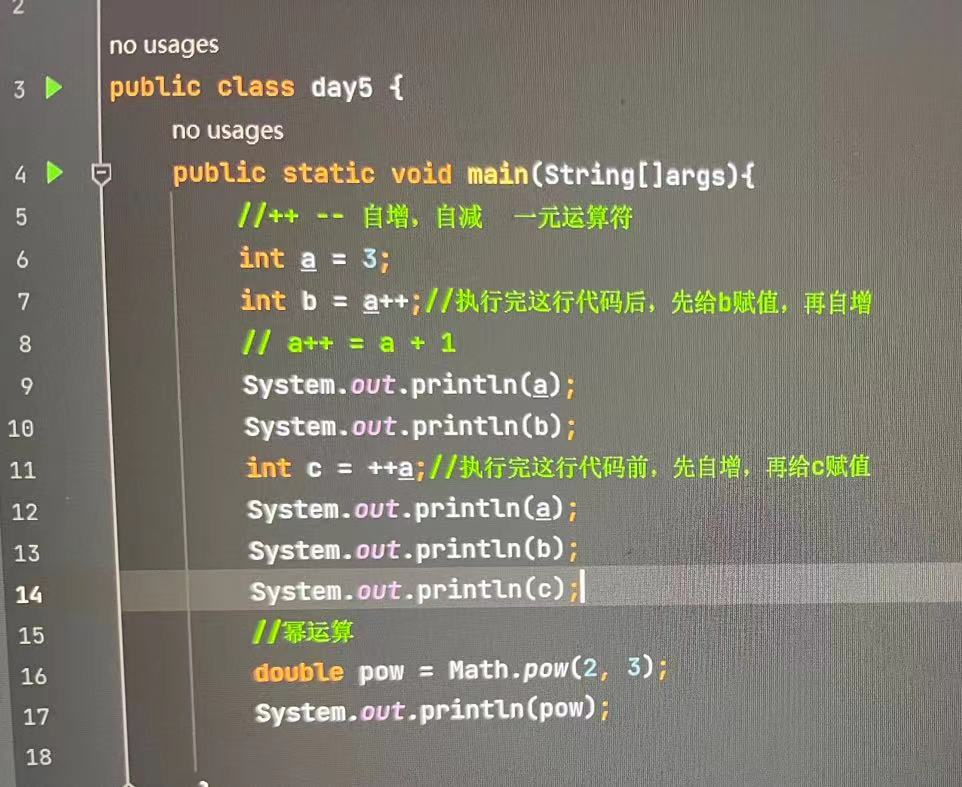 2
no usages
3 public class day5 {
no usages
4 public static void main(String[]args){
5 //++ -- 自增，自减 一元运算符
6 int a = 3;
7 int b = a++;//执行完这行代码后，先给b赋值，再自增
8 // a++ = a + 1
9 System.out.println(a);
10 System.out.println(b);
11 int c = ++a;//执行完这行代码前，先自增，再给c赋值
12 System.out.println(a);
13 System.out.println(b);
14 System.out.println(c);
15 //幂运算
16 double pow = Math.pow(2, 3);
17 System.out.println(pow);
18